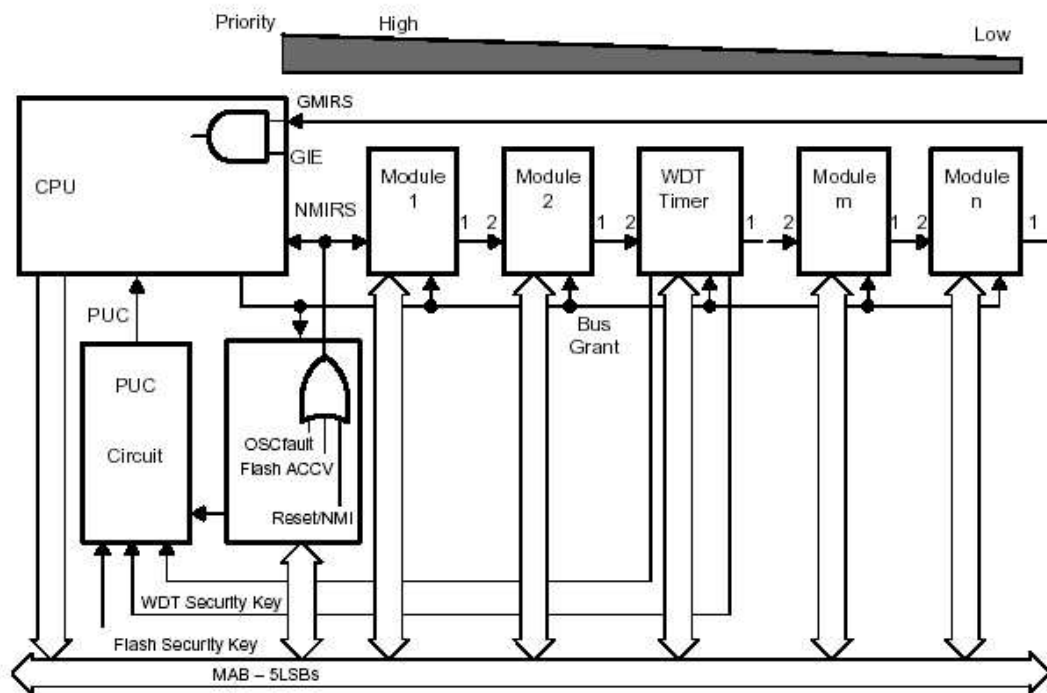 Priority High Low
GMIRS
GIE
CPU
NMIRS
Module
1
Module
2
WDT
Timer
Module
m
Module
n
1 2 1 2 1 2 1 2 1
PUC
Bus
Grant
PUC
Circuit
OSCfault
Flash ACCV
Reset/NMI
WDT Security Key
Flash Security Key
MAB – 5LSBs